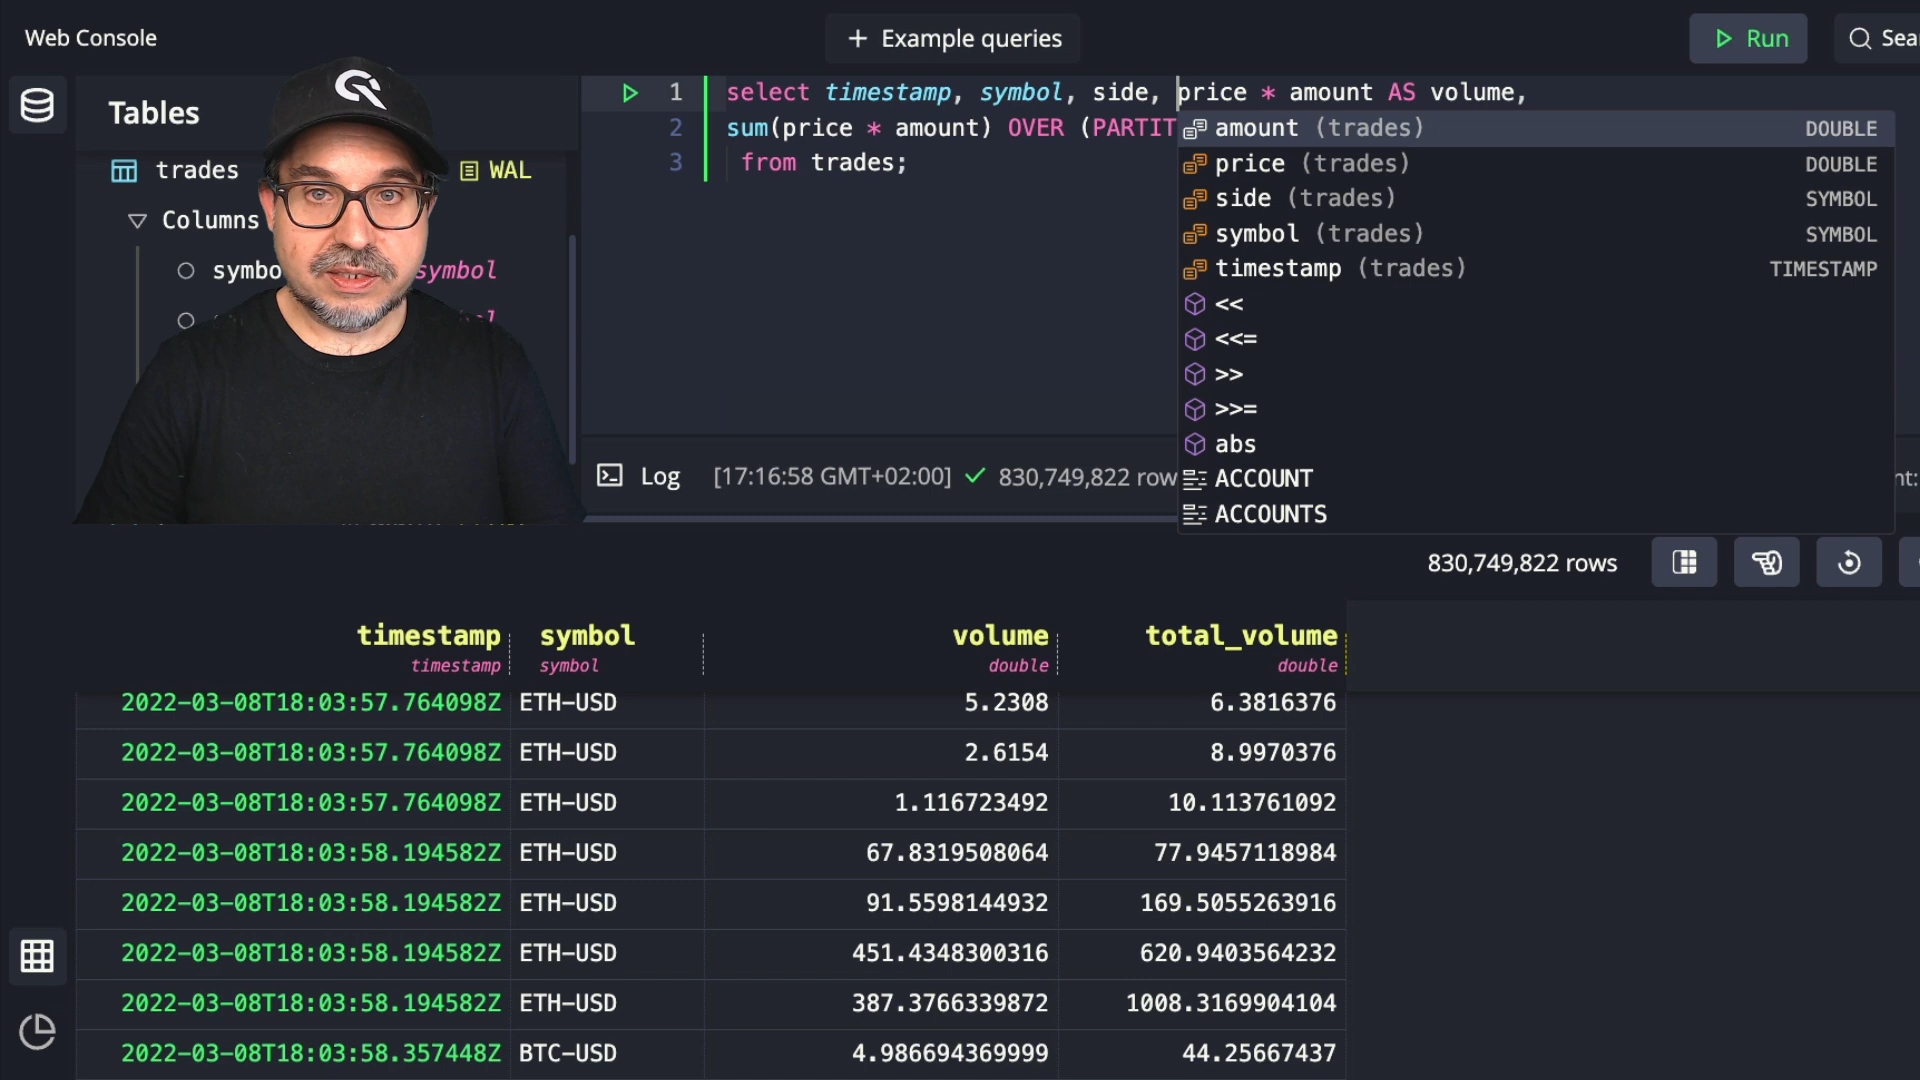 Web Console
+ Example queries
Run
Tables
trades
WAL
Columns
symbol
1 select timestamp, symbol, side, price * amount AS volume,
2 sum(price * amount) OVER (PARTIT
3 from trades;
amount (trades) DOUBLE
price (trades) DOUBLE
side (trades) SYMBOL
symbol (trades) SYMBOL
timestamp (trades) TIMESTAMP
<<
<<=
>>
>>=
abs
ACCOUNT
ACCOUNTS
Log [17:16:58 GMT+02:00] ✓ 830,749,822 row
830,749,822 rows
timestamp symbol volume total_volume
timestamp symbol double double
2022-03-08T18:03:57.764098Z ETH-USD 5.2308 6.3816376
2022-03-08T18:03:57.764098Z ETH-USD 2.6154 8.9970376
2022-03-08T18:03:57.764098Z ETH-USD 1.116723492 10.113761092
2022-03-08T18:03:58.194582Z ETH-USD 67.8319508064 77.9457118984
2022-03-08T18:03:58.194582Z ETH-USD 91.5598144932 169.5055263916
2022-03-08T18:03:58.194582Z ETH-USD 451.4348300316 620.9403564232
2022-03-08T18:03:58.194582Z ETH-USD 387.3766339872 1008.3169904104
2022-03-08T18:03:58.357448Z BTC-USD 4.986694369999 44.25667437